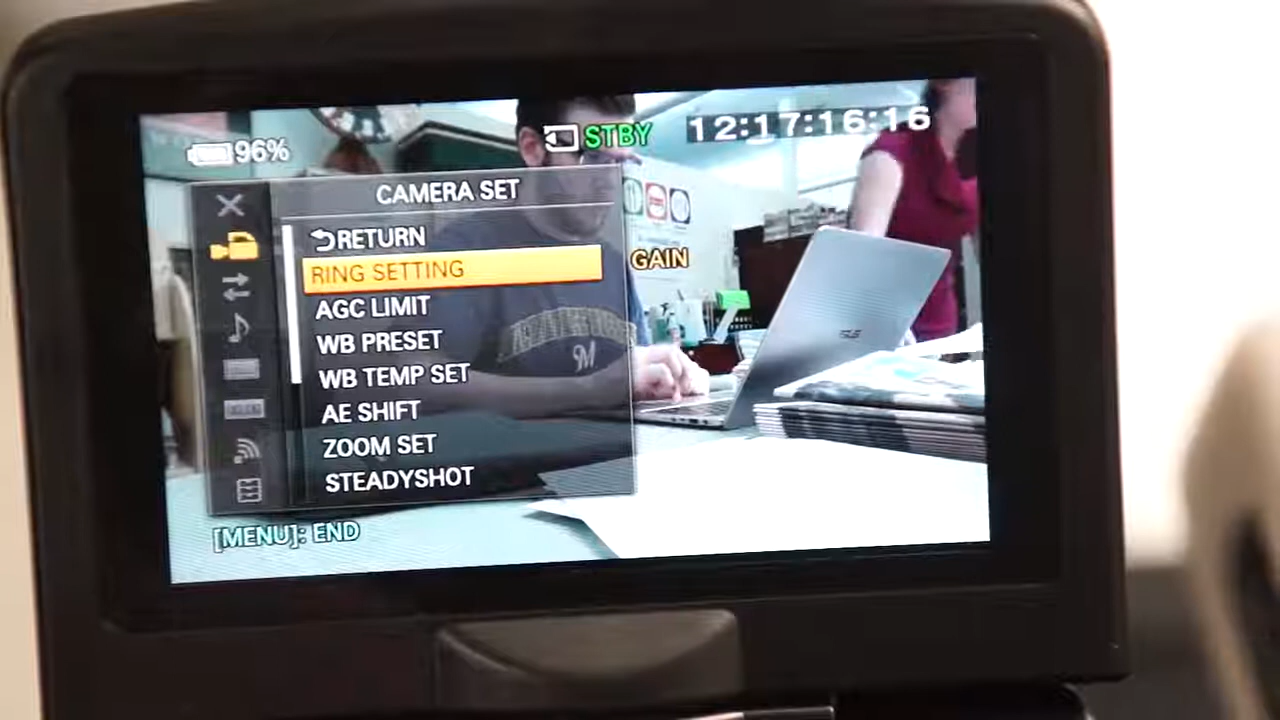 96%
STBY
12:17:16:16
CAMERA SET
RETURN
RING SETTING
GAIN
AGC LIMIT
WB PRESET
WB TEMP SET
AE SHIFT
ZOOM SET
STEADYSHOT
[MENU]: END
M
ASUS